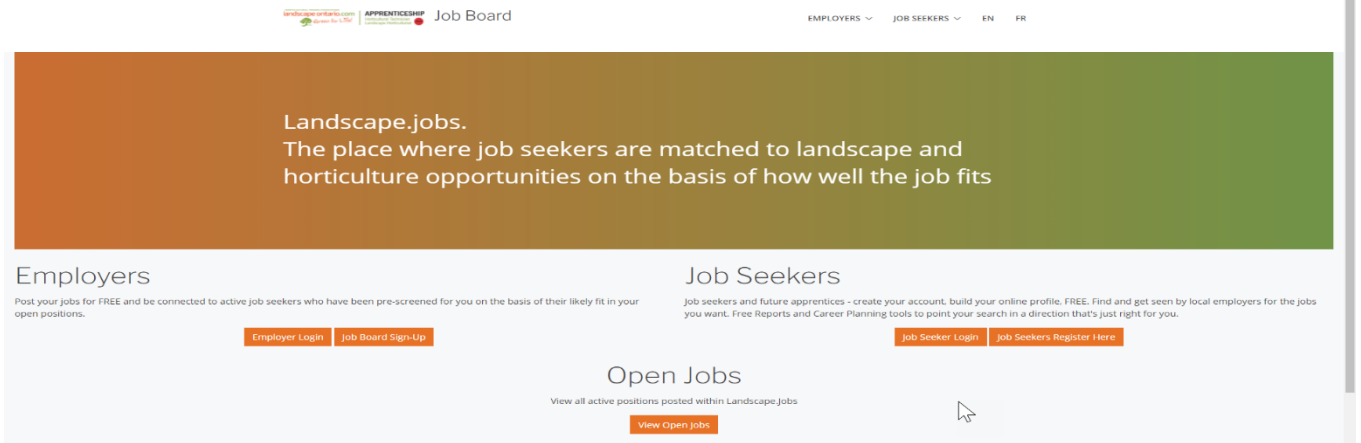 landscapeontario.com
APPRENTICESHIP
Job Board
EMPLOYERS
JOB SEEKERS
EN
FR
Landscape.jobs.
The place where job seekers are matched to landscape and
horticulture opportunities on the basis of how well the job fits
Employers
Post your jobs for FREE and be connected to active job seekers who have been pre-screened for you on the basis of their likely fit in your
open positions.
Employer Login
Job Board Sign-Up
Job Seekers
Job seekers and future apprentices - create your account, build your online profile. FREE. Find and get seen by local employers for the jobs
you want. Free Reports and Career Planning tools to point your search in a direction that's just right for you.
Job Seeker Login
Job Seekers Register Here
Open Jobs
View all active positions posted within Landscape.Jobs
View Open Jobs